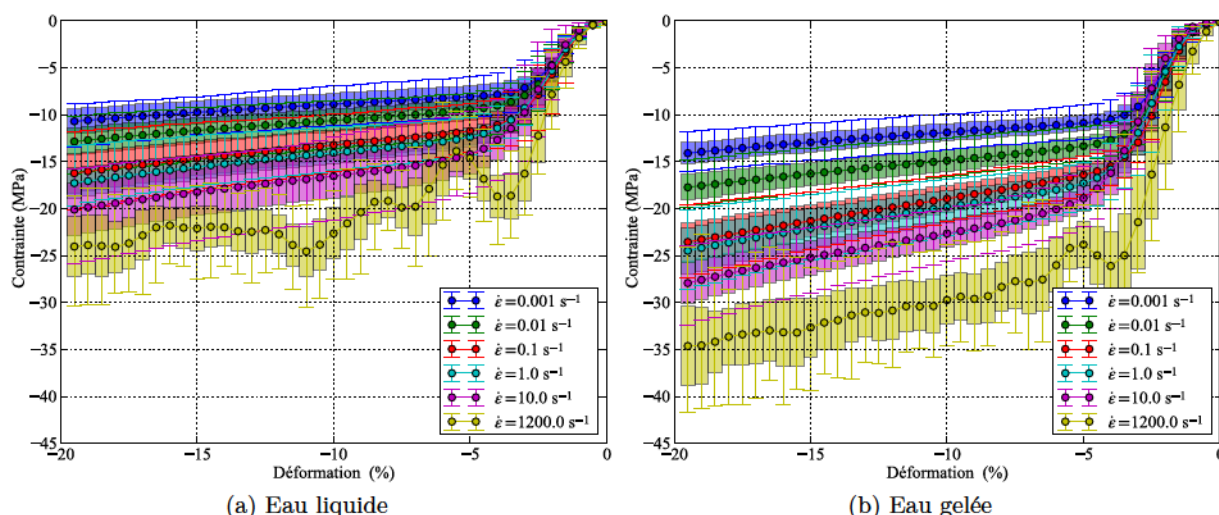 0
−5
−10
−15
−20
−25
−30
−35
−40
−45
Contrainte (MPa)
−20
−15
−10
−5
0
Déformation (%)
ε̇=0.001 s⁻¹
ε̇=0.01 s⁻¹
ε̇=0.1 s⁻¹
ε̇=1.0 s⁻¹
ε̇=10.0 s⁻¹
ε̇=1200.0 s⁻¹
(a) Eau liquide
0
−5
−10
−15
−20
−25
−30
−35
−40
−45
Contrainte (MPa)
−20
−15
−10
−5
0
Déformation (%)
ε̇=0.001 s⁻¹
ε̇=0.01 s⁻¹
ε̇=0.1 s⁻¹
ε̇=1.0 s⁻¹
ε̇=10.0 s⁻¹
ε̇=1200.0 s⁻¹
(b) Eau gelée